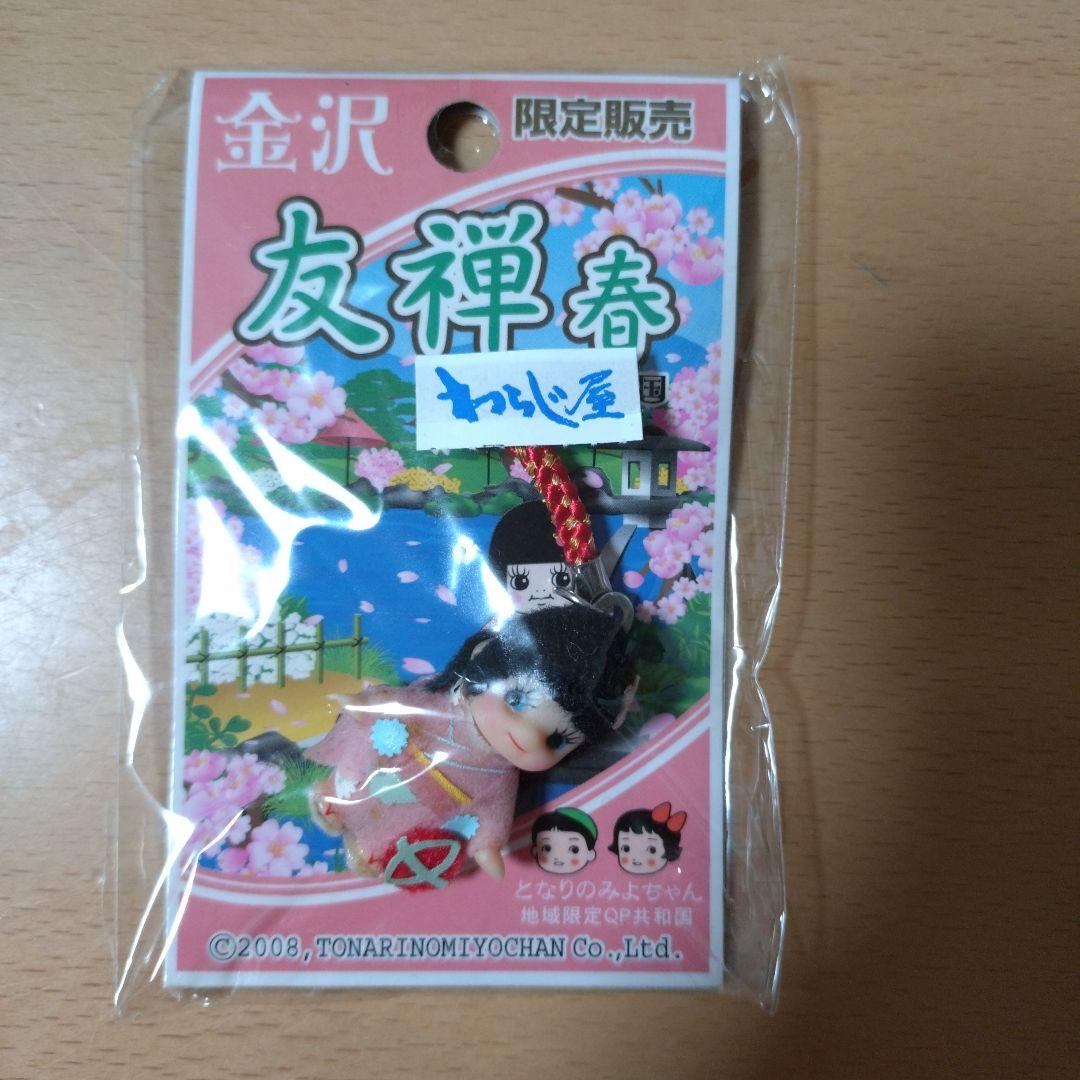 金沢
限定販売
友禅 春
国
わらじ屋
となりのみよちゃん
地域限定QP共和国
©2008,TONARINOMIYOCHAN Co.,Ltd.